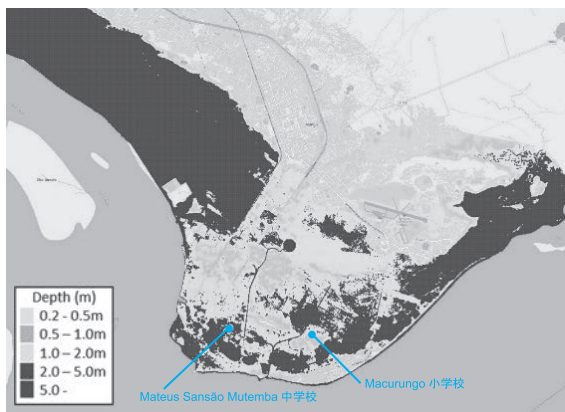 Depth (m)
0.2 - 0.5m
0.5 – 1.0m
1.0 – 2.0m
2.0 – 5.0m
5.0 -
Macurungo 小学校
Mateus Sansão Mutemba 中学校